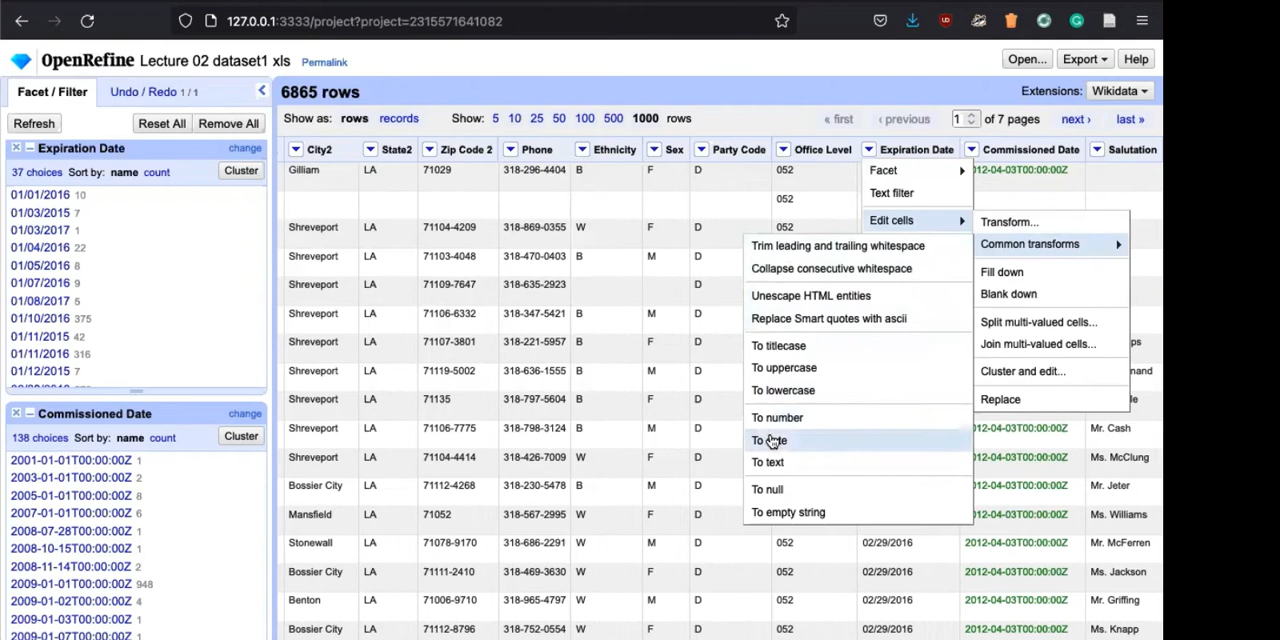 127.0.0.1:3333/project?project=2315571641082
OpenRefine Lecture 02 dataset1 xls Permalink
Open... Export Help
Facet / Filter Undo / Redo 1 / 1
6865 rows
Extensions: Wikidata
Refresh Reset All Remove All
Show as: rows records Show: 5 10 25 50 100 500 1000 rows
« first ‹ previous 1 of 7 pages next › last »
Expiration Date change
37 choices Sort by: name count Cluster
01/01/2016 10
01/03/2015 7
01/03/2017 1
01/04/2016 22
01/05/2016 8
01/07/2016 9
01/08/2017 5
01/10/2016 375
01/11/2015 42
01/11/2016 316
01/12/2015 7
Commissioned Date change
138 choices Sort by: name count Cluster
2001-01-01T00:00:00Z 1
2003-01-01T00:00:00Z 2
2005-01-01T00:00:00Z 8
2007-01-01T00:00:00Z 6
2008-07-28T00:00:00Z 1
2008-10-15T00:00:00Z 1
2008-11-14T00:00:00Z 2
2009-01-01T00:00:00Z 948
2009-01-02T00:00:00Z 4
2009-01-03T00:00:00Z 1
2009-01-07T00:00:00Z 1
City2 State2 Zip Code 2 Phone Ethnicity Sex Party Code Office Level Expiration Date Commissioned Date Salutation
Gilliam LA 71029 318-296-4404 B F D 052 2012-04-03T00:00:00Z
052
Shreveport LA 71104-4209 318-869-0355 W F D 052
Shreveport LA 71103-4048 318-470-0403 B M D
Shreveport LA 71109-7647 318-635-2923 D
Shreveport LA 71106-6332 318-347-5421 B M D
Shreveport LA 71107-3801 318-221-5957 B F D ps
Shreveport LA 71119-5002 318-636-1555 B M D nand
Shreveport LA 71135 318-797-5604 B F D le
Shreveport LA 71106-7775 318-798-3124 B M D 012-04-03T00:00:00Z Mr. Cash
Shreveport LA 71104-4414 318-426-7009 W F D 012-04-03T00:00:00Z Ms. McClung
Bossier City LA 71112-4268 318-230-5478 B M D 012-04-03T00:00:00Z Mr. Jeter
Mansfield LA 71052 318-567-2995 W F D 012-04-03T00:00:00Z Ms. Williams
Stonewall LA 71078-9170 318-686-2291 W M D 052 02/29/2016 2012-04-03T00:00:00Z Mr. McFerren
Bossier City LA 71111-2410 318-469-3630 W F D 052 02/29/2016 2012-04-03T00:00:00Z Ms. Jackson
Benton LA 71006-9710 318-965-4797 W M D 052 02/29/2016 2012-04-03T00:00:00Z Mr. Griffing
Shreveport LA 71112-8796 318-752-0554 W F D 052 02/29/2016 2012-04-03T00:00:00Z Ms. Knapp
Facet
Text filter
Edit cells
Transform...
Common transforms
Fill down
Blank down
Split multi-valued cells...
Join multi-valued cells...
Cluster and edit...
Replace
Trim leading and trailing whitespace
Collapse consecutive whitespace
Unescape HTML entities
Replace Smart quotes with ascii
To titlecase
To uppercase
To lowercase
To number
To date
To text
To null
To empty string